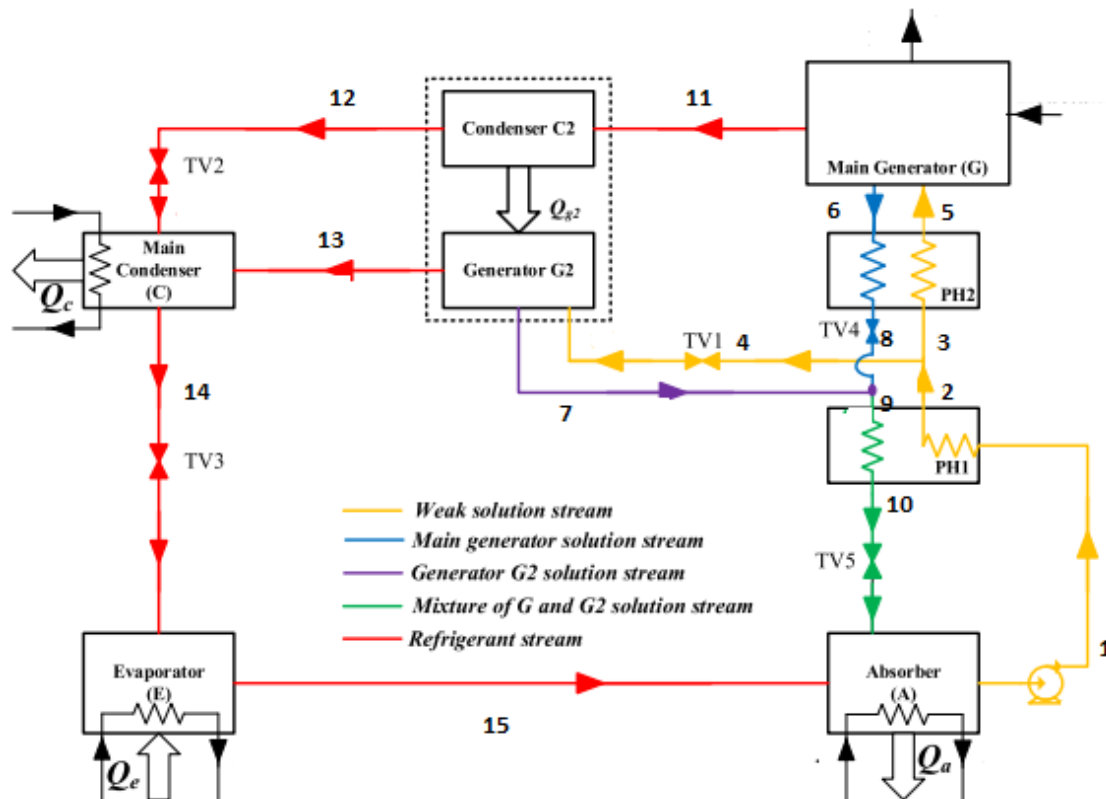 12
11
Condenser C2
Main Generator (G)
TV2
Qg2
6
5
13
Main
Condenser
(C)
Generator G2
PH2
Qc
TV1
4
TV4
8
3
14
7
9
2
PH1
TV3
10
Weak solution stream
Main generator solution stream
Generator G2 solution stream
Mixture of G and G2 solution stream
Refrigerant stream
TV5
Evaporator
(E)
Absorber
(A)
1
15
Qe
Qa